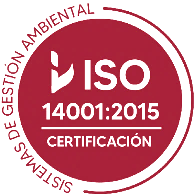 SISTEMAS DE GESTIÓN AMBIENTAL
ISO
14001:2015
CERTIFICACIÓN